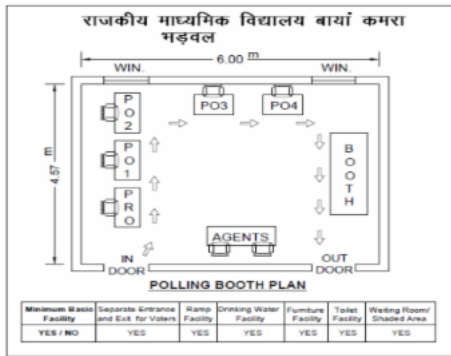 राजकीय माध्यमिक विद्यालय बायां कमरा
भड़वल
6.00 m
WIN. WIN.
PO2
PO3
PO4
PO1
PRO
4.57 m
BOOTH
AGENTS
IN DOOR
OUT DOOR
POLLING BOOTH PLAN
Minimum Basic Facility Separate Entrance and Exit for Voters Ramp Facility Drinking Water Facility Furniture Facility Toilet Facility Waiting Room/ Shaded Area
YES / NO YES YES YES YES YES YES